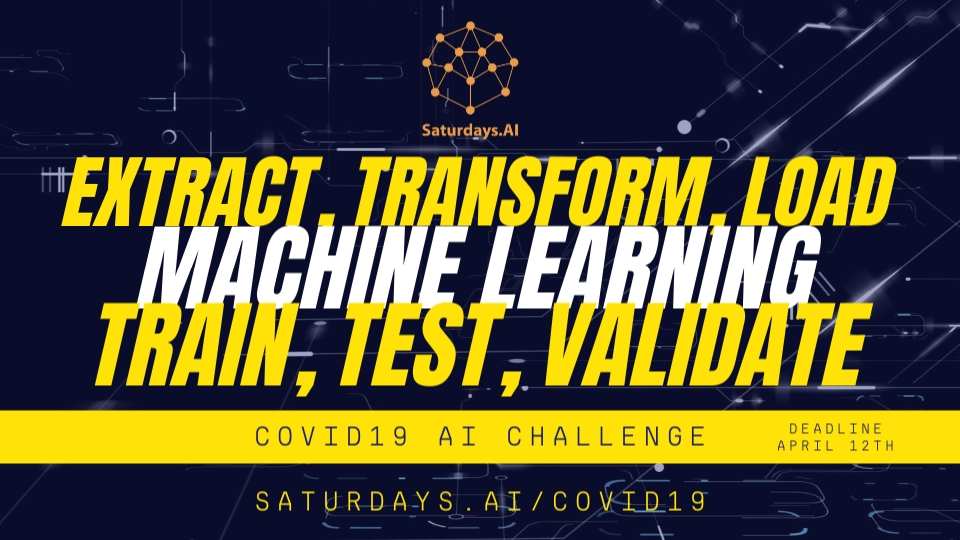 Saturdays.AI
EXTRACT, TRANSFORM, LOAD
MACHINE LEARNING
TRAIN, TEST, VALIDATE
COVID19 AI CHALLENGE
DEADLINE
APRIL 12TH
SATURDAYS.AI/COVID19